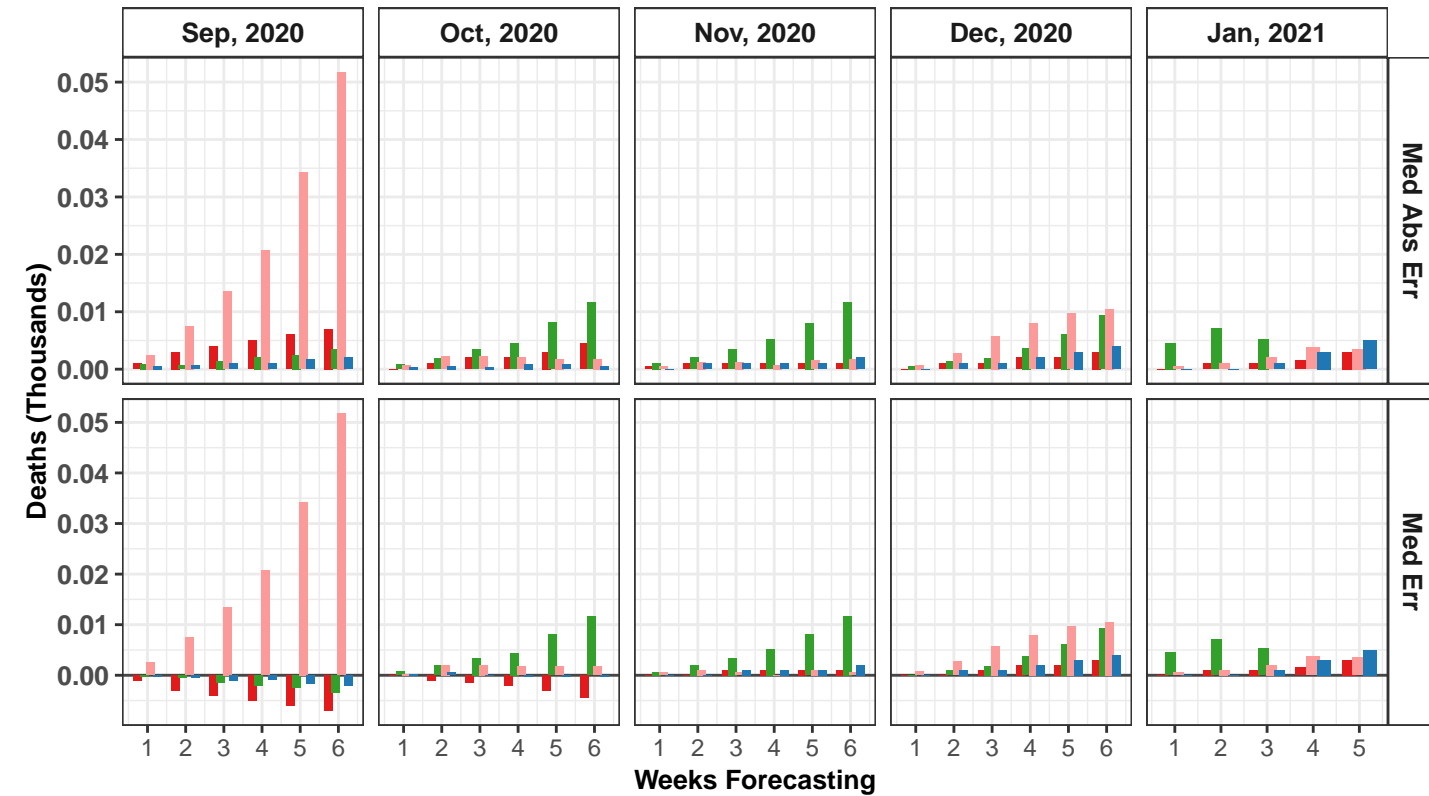 Sep, 2020 Oct, 2020 Nov, 2020 Dec, 2020 Jan, 2021
Deaths (Thousands)
0.05
0.04
0.03
0.02
0.01
0.00
Med Abs Err
0.05
0.04
0.03
0.02
0.01
0.00
Med Err
1 2 3 4 5 6 1 2 3 4 5 6 1 2 3 4 5 6 1 2 3 4 5 6 1 2 3 4 5
Weeks Forecasting